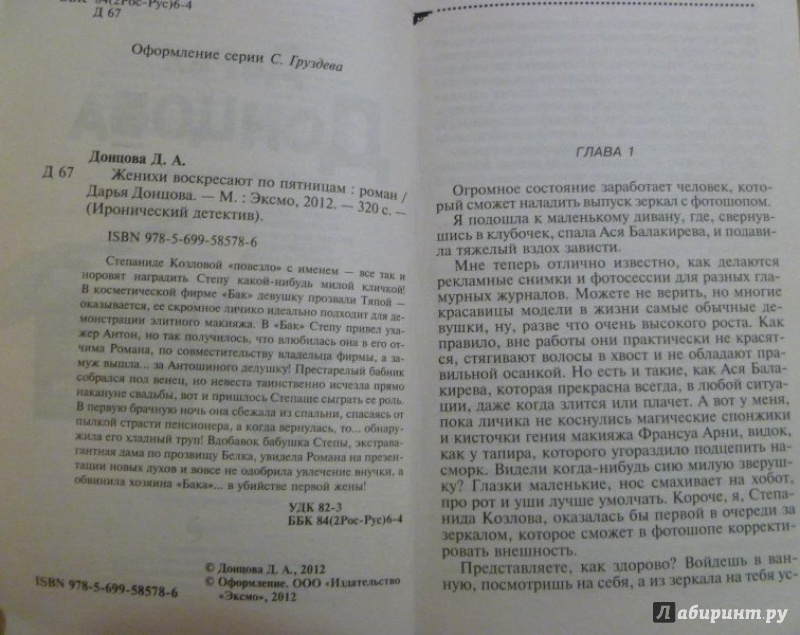 ББК 84(2Рос-Рус)6-4
Д 67
Оформление серии С. Груздева
Донцова Д. А.
Д 67 Женихи воскресают по пятницам : роман /
Дарья Донцова. — М. : Эксмо, 2012. — 320 с. —
(Иронический детектив).
ISBN 978-5-699-58578-6
Степаниде Козловой «повезло» с именем — все так и
норовят наградить Степу какой-нибудь милой кличкой!
В косметической фирме «Бак» девушку прозвали Тяпой —
оказывается, ее скромное личико идеально подходит для де-
монстрации элитного макияжа. В «Бак» Степу привел уха-
жер Антон, но так получилось, что влюбилась она в его от-
чима Романа, по совместительству владельца фирмы, а за-
муж вышла... за Антошиного дедушку! Престарелый бабник
собрался под венец, но невеста таинственно исчезла прямо
накануне свадьбы, вот и пришлось Степаше сыграть ее роль.
В первую брачную ночь она сбежала из спальни, спасаясь от
пылкой страсти пенсионера, а когда вернулась, то... обнару-
жила его хладный труп! Вдобавок бабушка Степы, экстрава-
гантная дама по прозвищу Белка, увидела Романа на презен-
тации новых духов и вовсе не одобрила увлечение внучки, а
обвинила хозяина «Бака»... в убийстве первой жены!
УДК 82-3
ББК 84(2Рос-Рус)6-4
© Донцова Д. А., 2012
© Оформление. ООО «Издательство
«Эксмо», 2012
ISBN 978-5-699-58578-6
ГЛАВА 1
Огромное состояние заработает человек, кото-
рый сможет наладить выпуск зеркал с фотошопом.
Я подошла к маленькому дивану, где, свернув-
шись в клубочек, спала Ася Балакирева, и подави-
ла тяжелый вздох зависти.
Мне теперь отлично известно, как делаются
рекламные снимки и фотосессии для разных гла-
мурных журналов. Можете не верить, но многие
красавицы модели в жизни самые обычные де-
вушки, ну, разве что очень высокого роста. Как
правило, вне работы они практически не красят-
ся, стягивают волосы в хвост и не обладают пра-
вильной осанкой. Но есть и такие, как Ася Бала-
кирева, которая прекрасна всегда, в любой ситуа-
ции, даже когда злится или плачет. А вот у меня,
пока личика не коснулись магические спонжики
и кисточки гения макияжа Франсуа Арни, видок,
как у тапира, которого угораздило подцепить на-
сморк. Видели когда-нибудь сию милую зверуш-
ку? Глазки маленькие, нос смахивает на хобот,
про рот и уши лучше умолчать. Короче, я, Степа-
нида Козлова, оказалась бы первой в очереди за
зеркалом, которое сможет в фотошопе корректи-
ровать внешность.
Представляете, как здорово? Войдешь в ван-
ную, посмотришь на себя, а из зеркала на тебя ус-
Лабиринт.ру